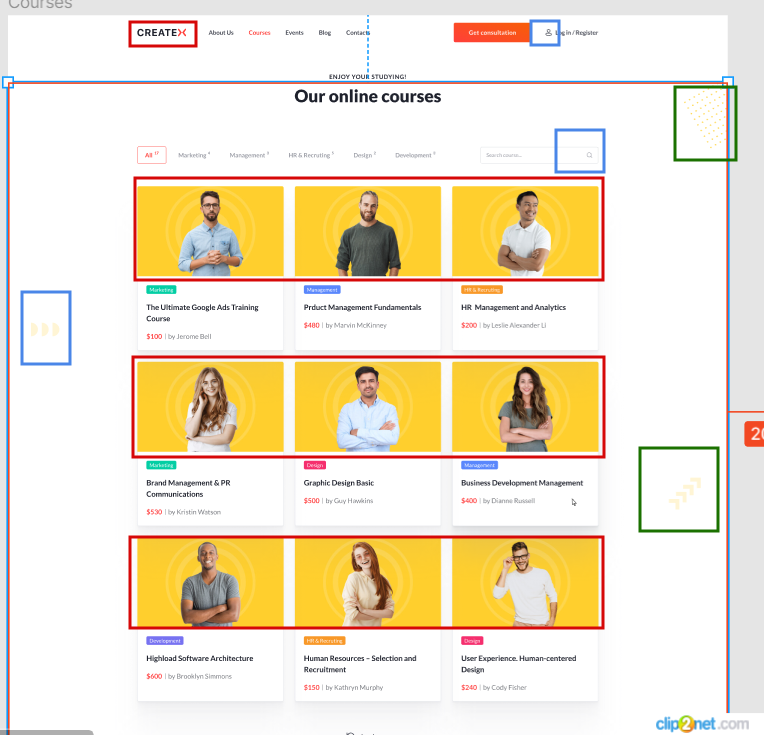 Courses
CREATEX
About Us Courses Events Blog Contacts Get consultation Log in / Register
ENJOY YOUR STUDYING!
Our online courses
All Marketing Management HR & Recruting Design Development Search course...
Marketing
The Ultimate Google Ads Training
Course
$100 | by Jerome Bell
Management
Prduct Management Fundamentals
$480 | by Marvin McKinney
HR & Recruting
HR Management and Analytics
$200 | by Leslie Alexander Li
20
Marketing
Brand Management & PR
Communications
$530 | by Kristin Watson
Design
Graphic Design Basic
$500 | by Guy Hawkins
Management
Business Development Management
$400 | by Dianne Russell
Development
Highload Software Architecture
$600 | by Brooklyn Simmons
HR & Recruting
Human Resources – Selection and
Recruitment
$150 | by Kathryn Murphy
Design
User Experience. Human-centered
Design
$240 | by Cody Fisher
clip2net.com